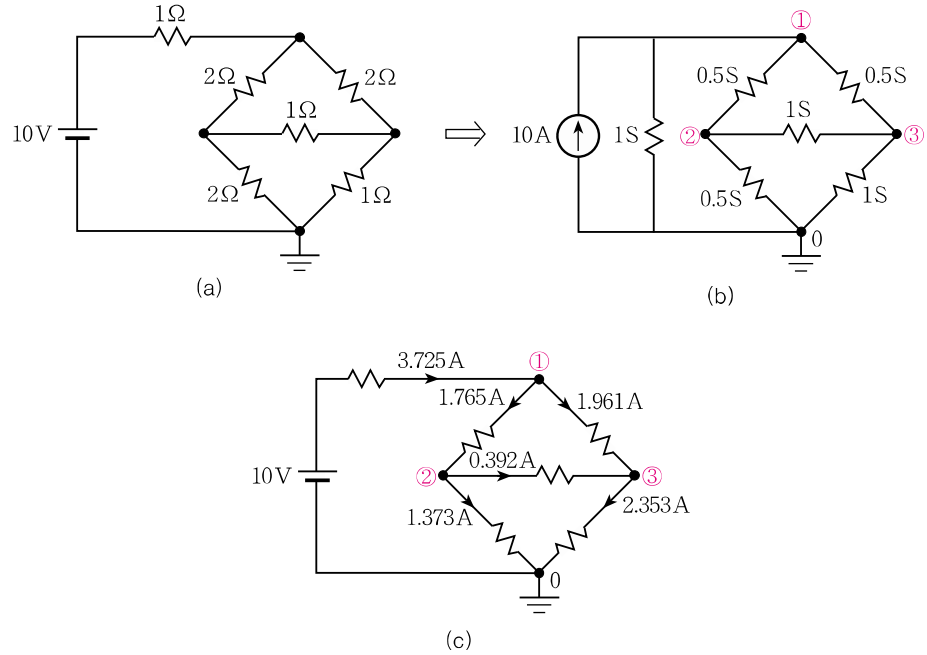 1Ω
2Ω
2Ω
1Ω
10V
2Ω
1Ω
(a)
①
0.5S
0.5S
1S
10A
1S
②
③
0.5S
1S
0
(b)
①
3.725A
1.765A
1.961A
0.392A
10V
②
③
1.373A
2.353A
0
(c)